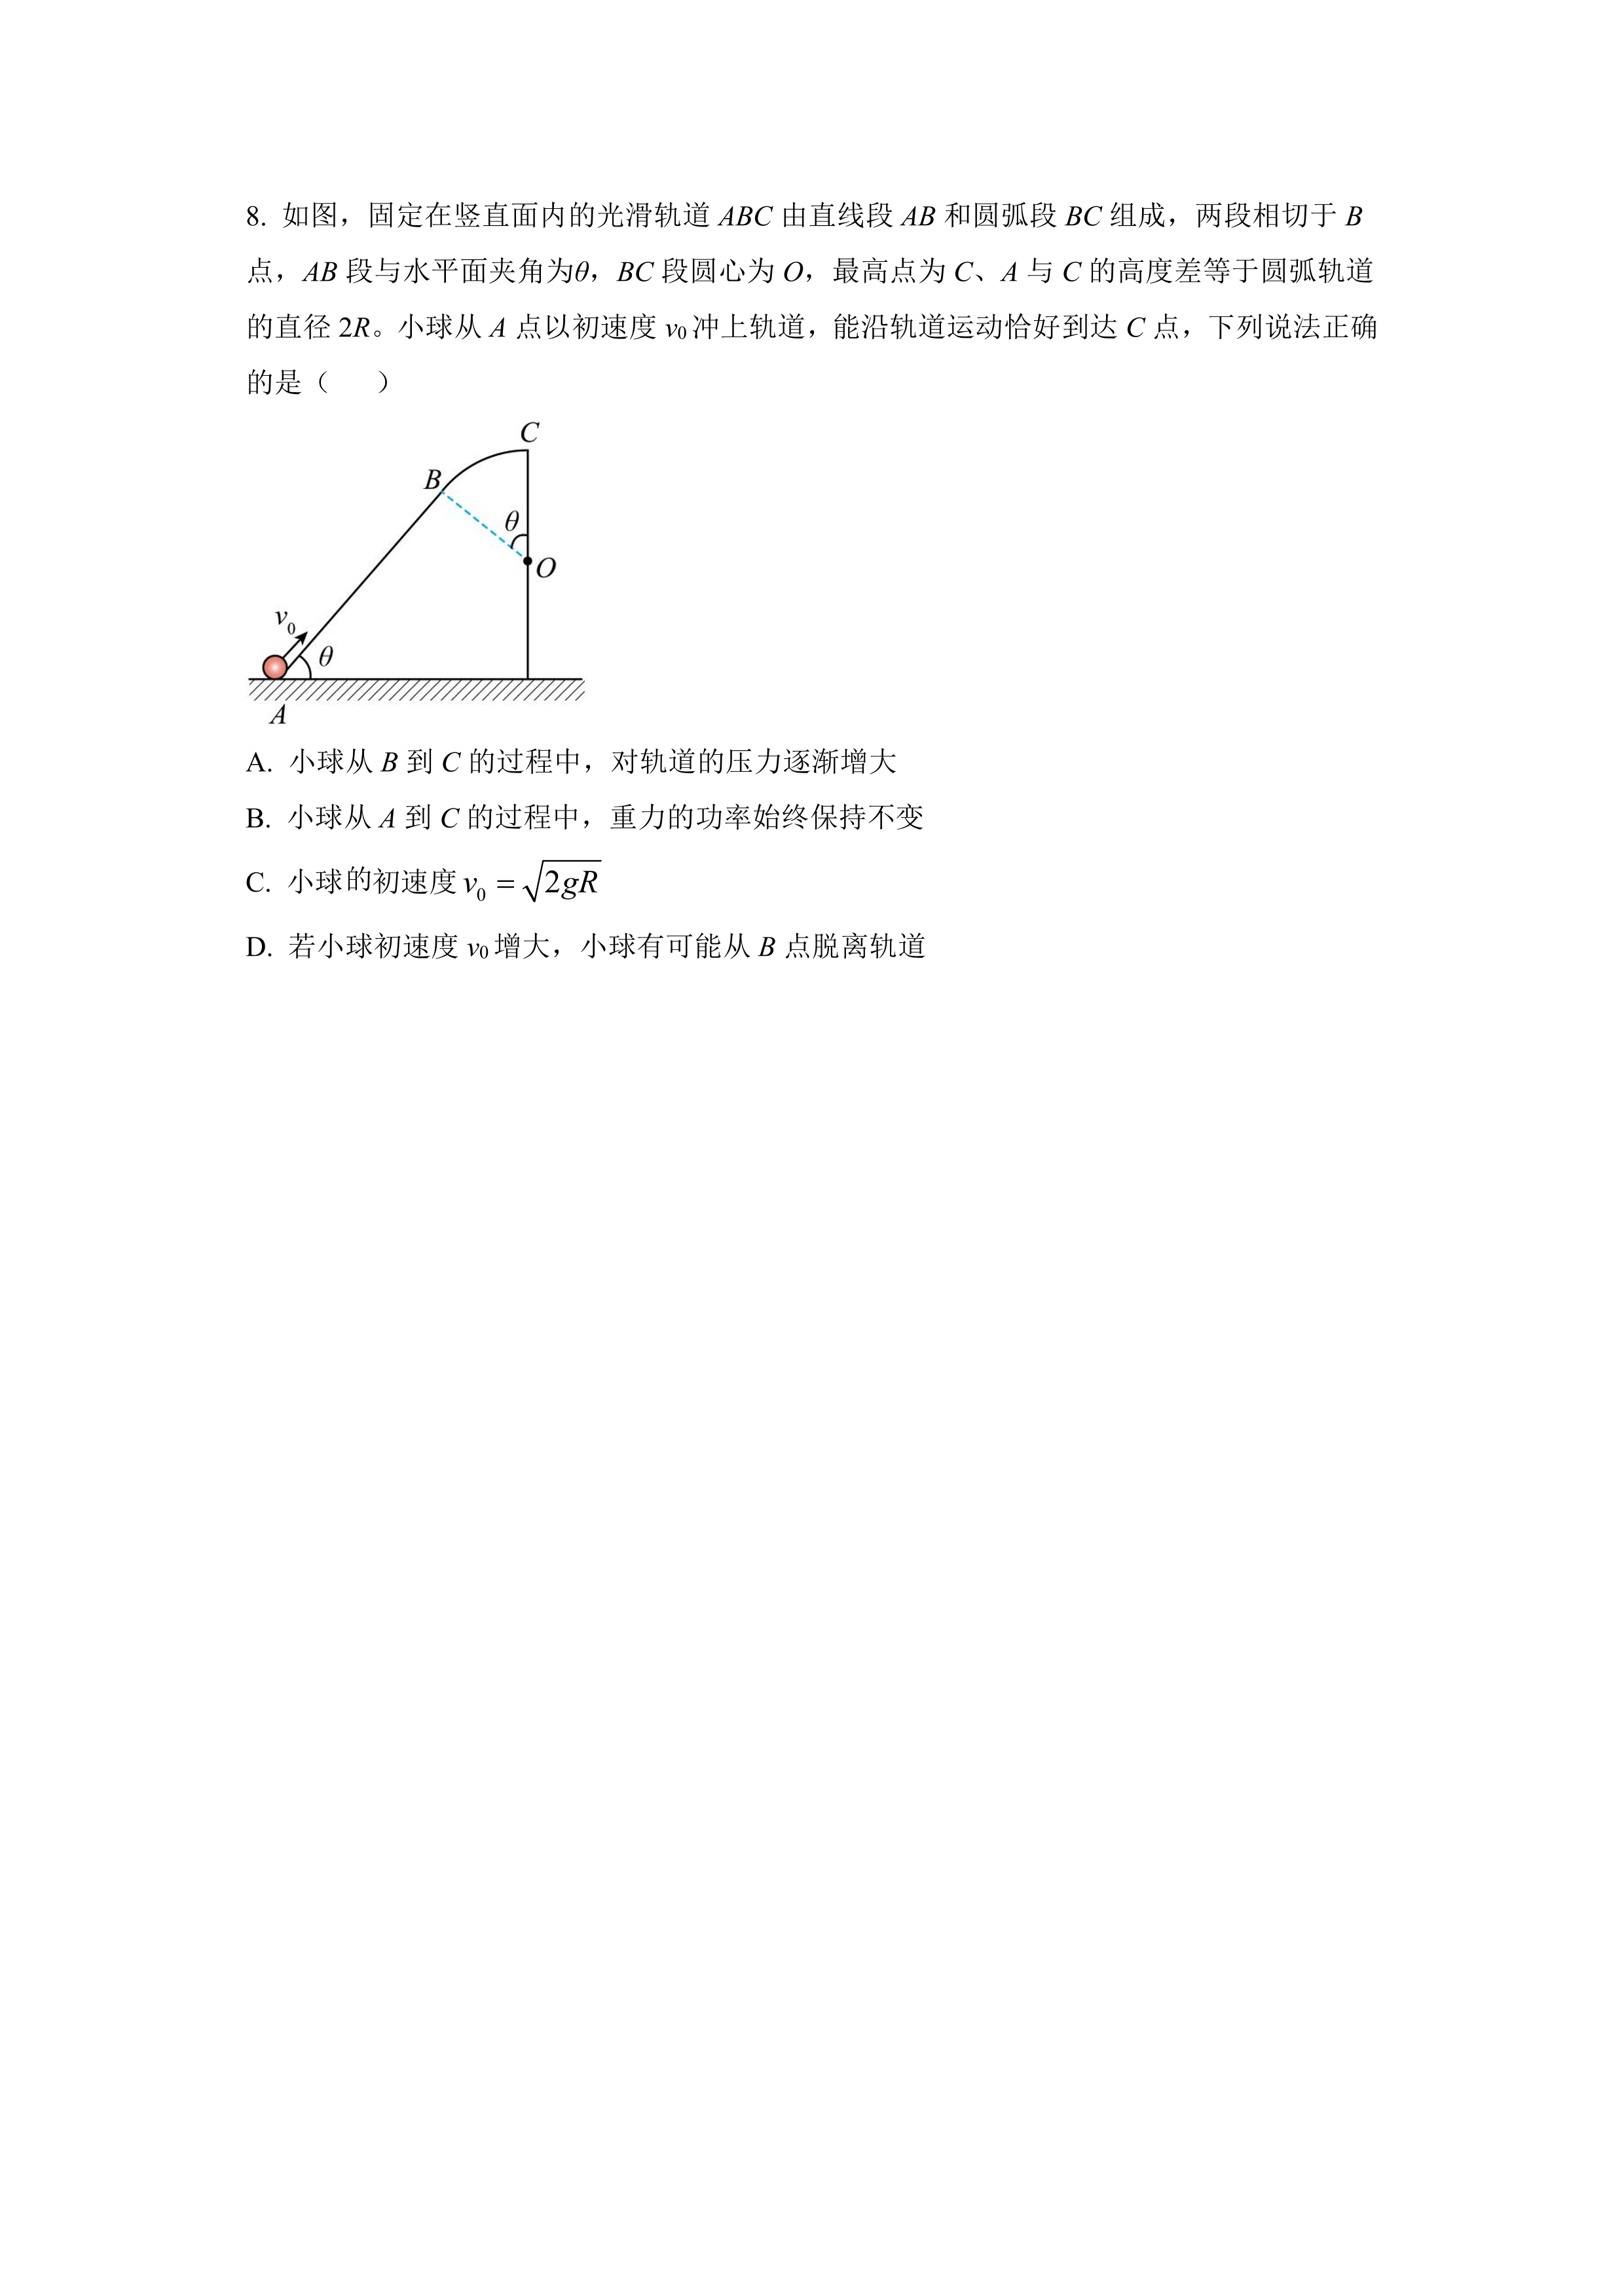 8. 如图，固定在竖直面内的光滑轨道 ABC 由直线段 AB 和圆弧段 BC 组成，两段相切于 B
点，AB 段与水平面夹角为θ，BC 段圆心为 O，最高点为 C、A 与 C 的高度差等于圆弧轨道
的直径 2R。小球从 A 点以初速度 v₀ 冲上轨道，能沿轨道运动恰好到达 C 点，下列说法正确
的是（　　）
C
B
θ
O
v₀
θ
A
A. 小球从 B 到 C 的过程中，对轨道的压力逐渐增大
B. 小球从 A 到 C 的过程中，重力的功率始终保持不变
C. 小球的初速度 v₀ = √(2gR)
D. 若小球初速度 v₀ 增大，小球有可能从 B 点脱离轨道